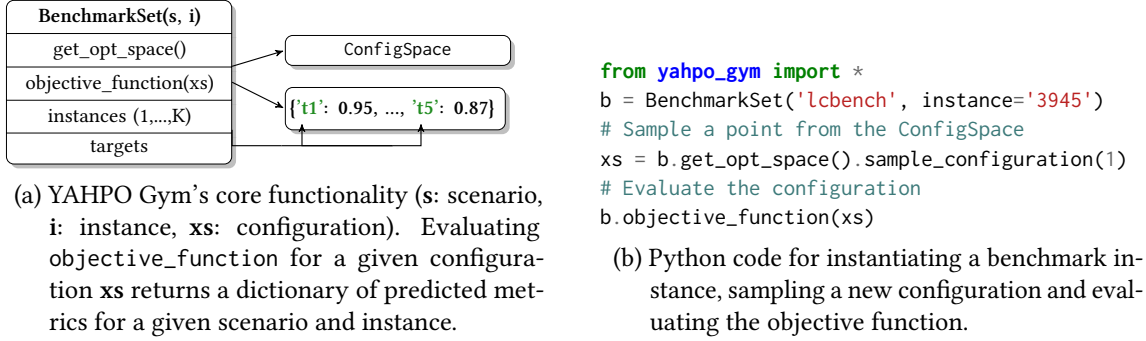 BenchmarkSet(s, i)
get_opt_space()
objective_function(xs)
instances (1,...,K)
targets
ConfigSpace
{'t1': 0.95, ..., 't5': 0.87}
(a) YAHPO Gym's core functionality (s: scenario,
i: instance, xs: configuration). Evaluating
objective_function for a given configura-
tion xs returns a dictionary of predicted met-
rics for a given scenario and instance.
from yahpo_gym import *
b = BenchmarkSet('lcbench', instance='3945')
# Sample a point from the ConfigSpace
xs = b.get_opt_space().sample_configuration(1)
# Evaluate the configuration
b.objective_function(xs)
(b) Python code for instantiating a benchmark in-
stance, sampling a new configuration and eval-
uating the objective function.